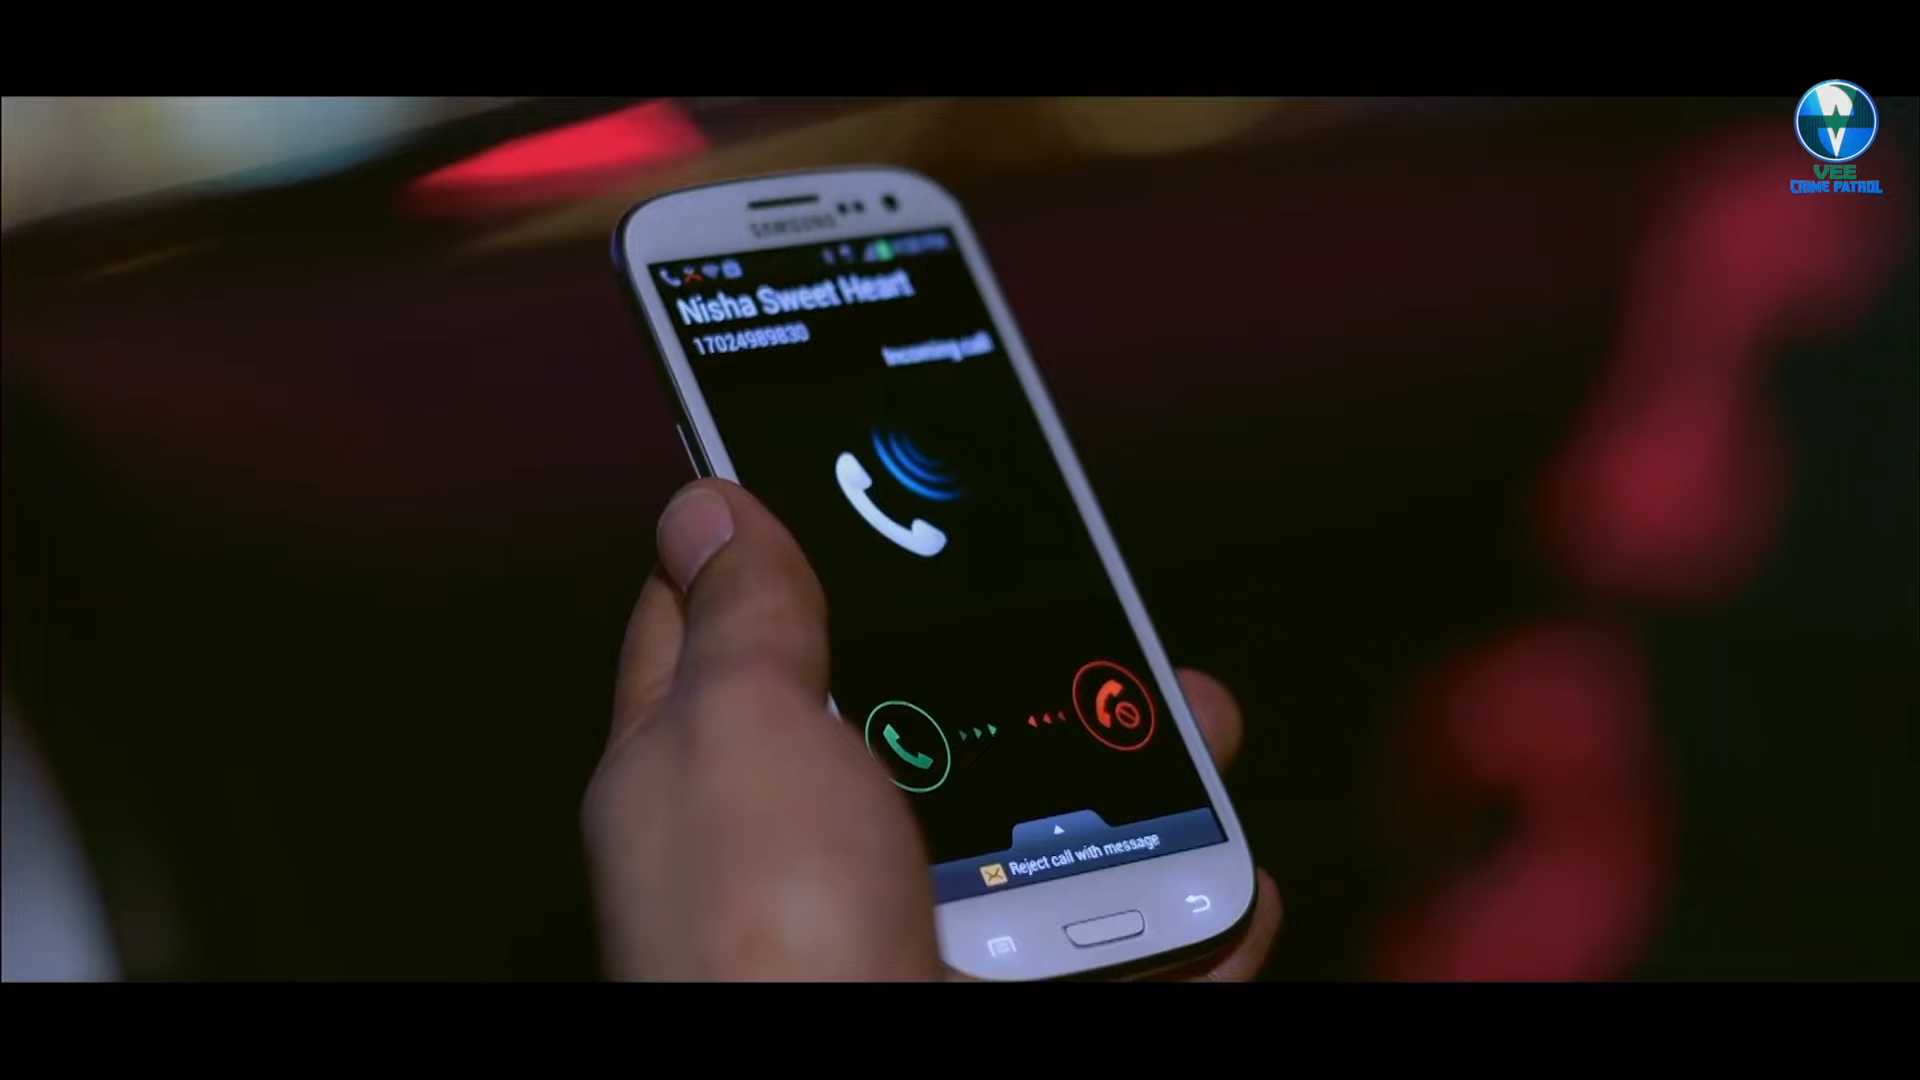 VEE
CRIME PATROL
SAMSUNG
Nisha Sweet Heart
17024989830
Incoming call
Reject call with message